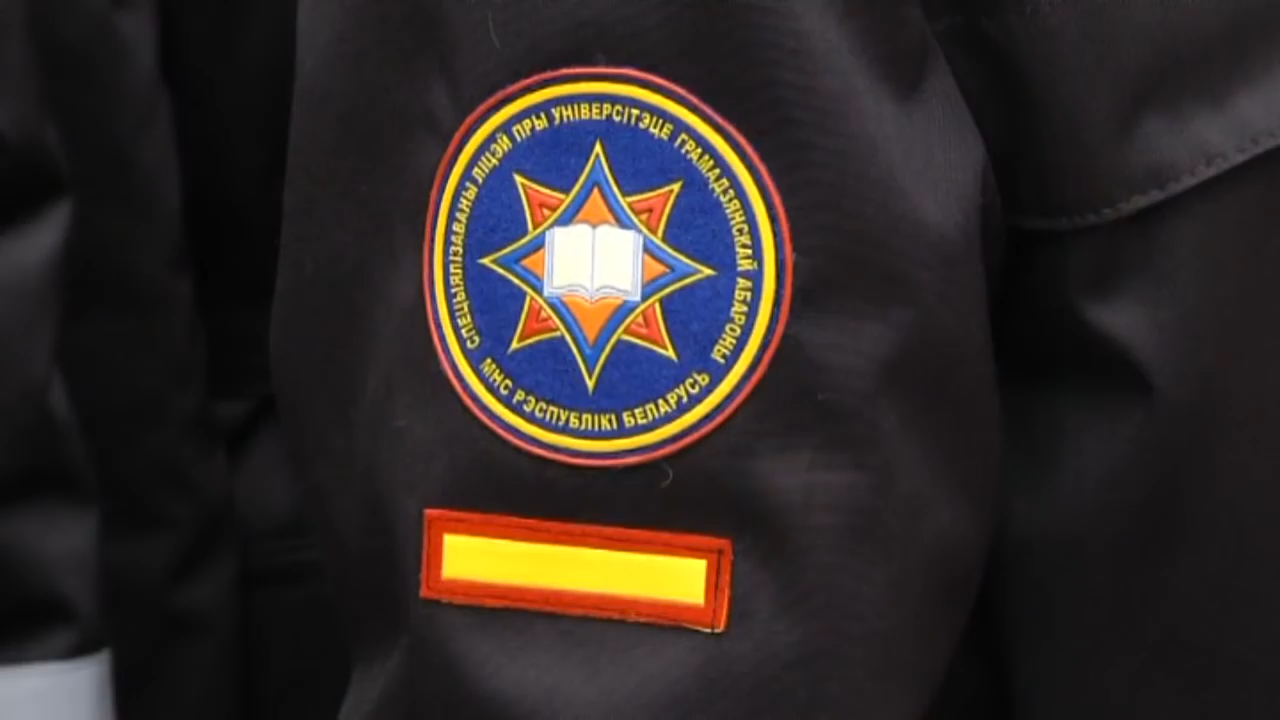 СПЕЦЫЯЛІЗАВАНЫ ЛІЦЭЙ ПРЫ УНІВЕРСІТЭЦЕ ГРАМАДЗЯНСКАЙ АБАРОНЫ
МНС РЭСПУБЛІКІ БЕЛАРУСЬ